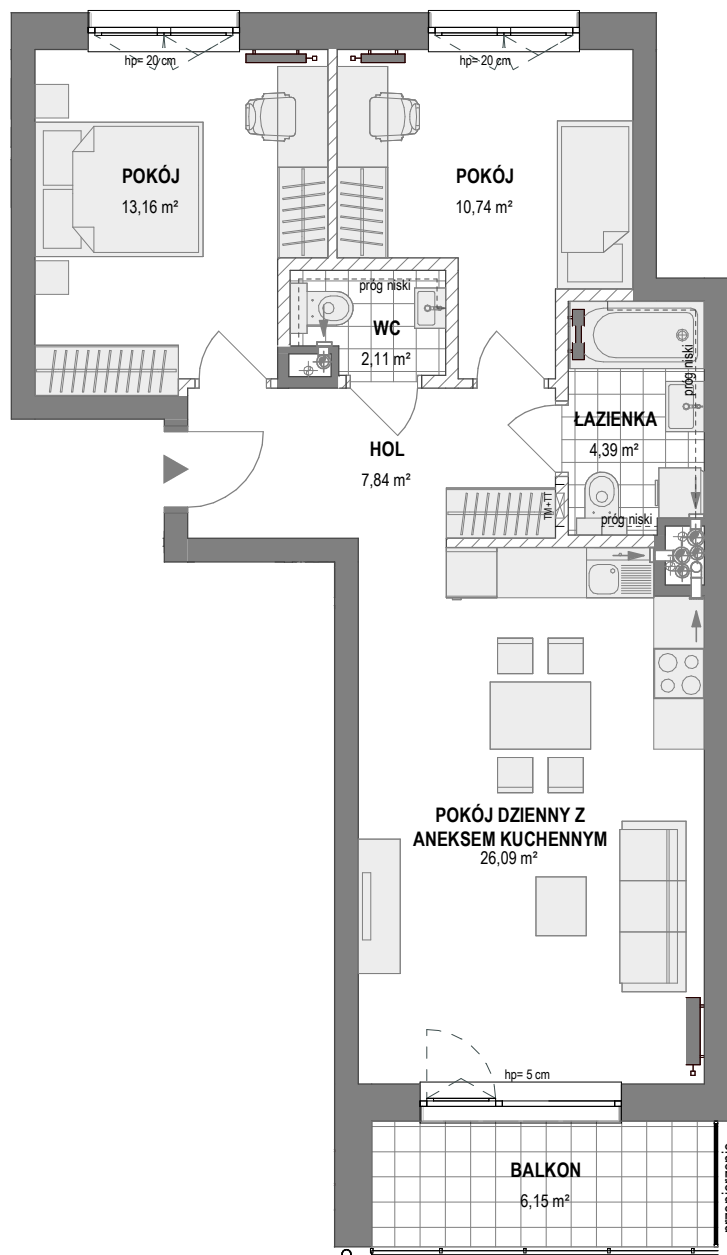 hp= 20 cm
hp= 20 cm
POKÓJ
13,16 m²
POKÓJ
10,74 m²
próg niski
WC
2,11 m²
próg niski
ŁAZIENKA
4,39 m²
HOL
7,84 m²
TM+TT
próg niski
POKÓJ DZIENNY Z
ANEKSEM KUCHENNYM
26,09 m²
hp= 5 cm
BALKON
6,15 m²